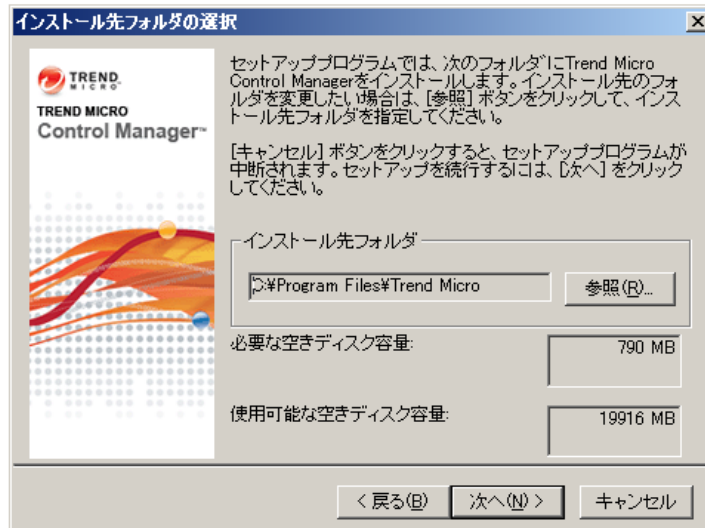 インストール先フォルダの選択
TREND
MICRO
TREND MICRO
Control Manager™
セットアッププログラムでは、次のフォルダにTrend Micro
Control Managerをインストールします。インストール先のフォ
ルダを変更したい場合は、[参照] ボタンをクリックして、インス
トール先フォルダを指定してください。
[キャンセル] ボタンをクリックすると、セットアッププログラムが
中断されます。セットアップを続行するには、[次へ] をクリック
してください。
インストール先フォルダ
C:¥Program Files¥Trend Micro
参照(R)...
必要な空きディスク容量:
790 MB
使用可能な空きディスク容量:
19916 MB
< 戻る(B)
次へ(N) >
キャンセル